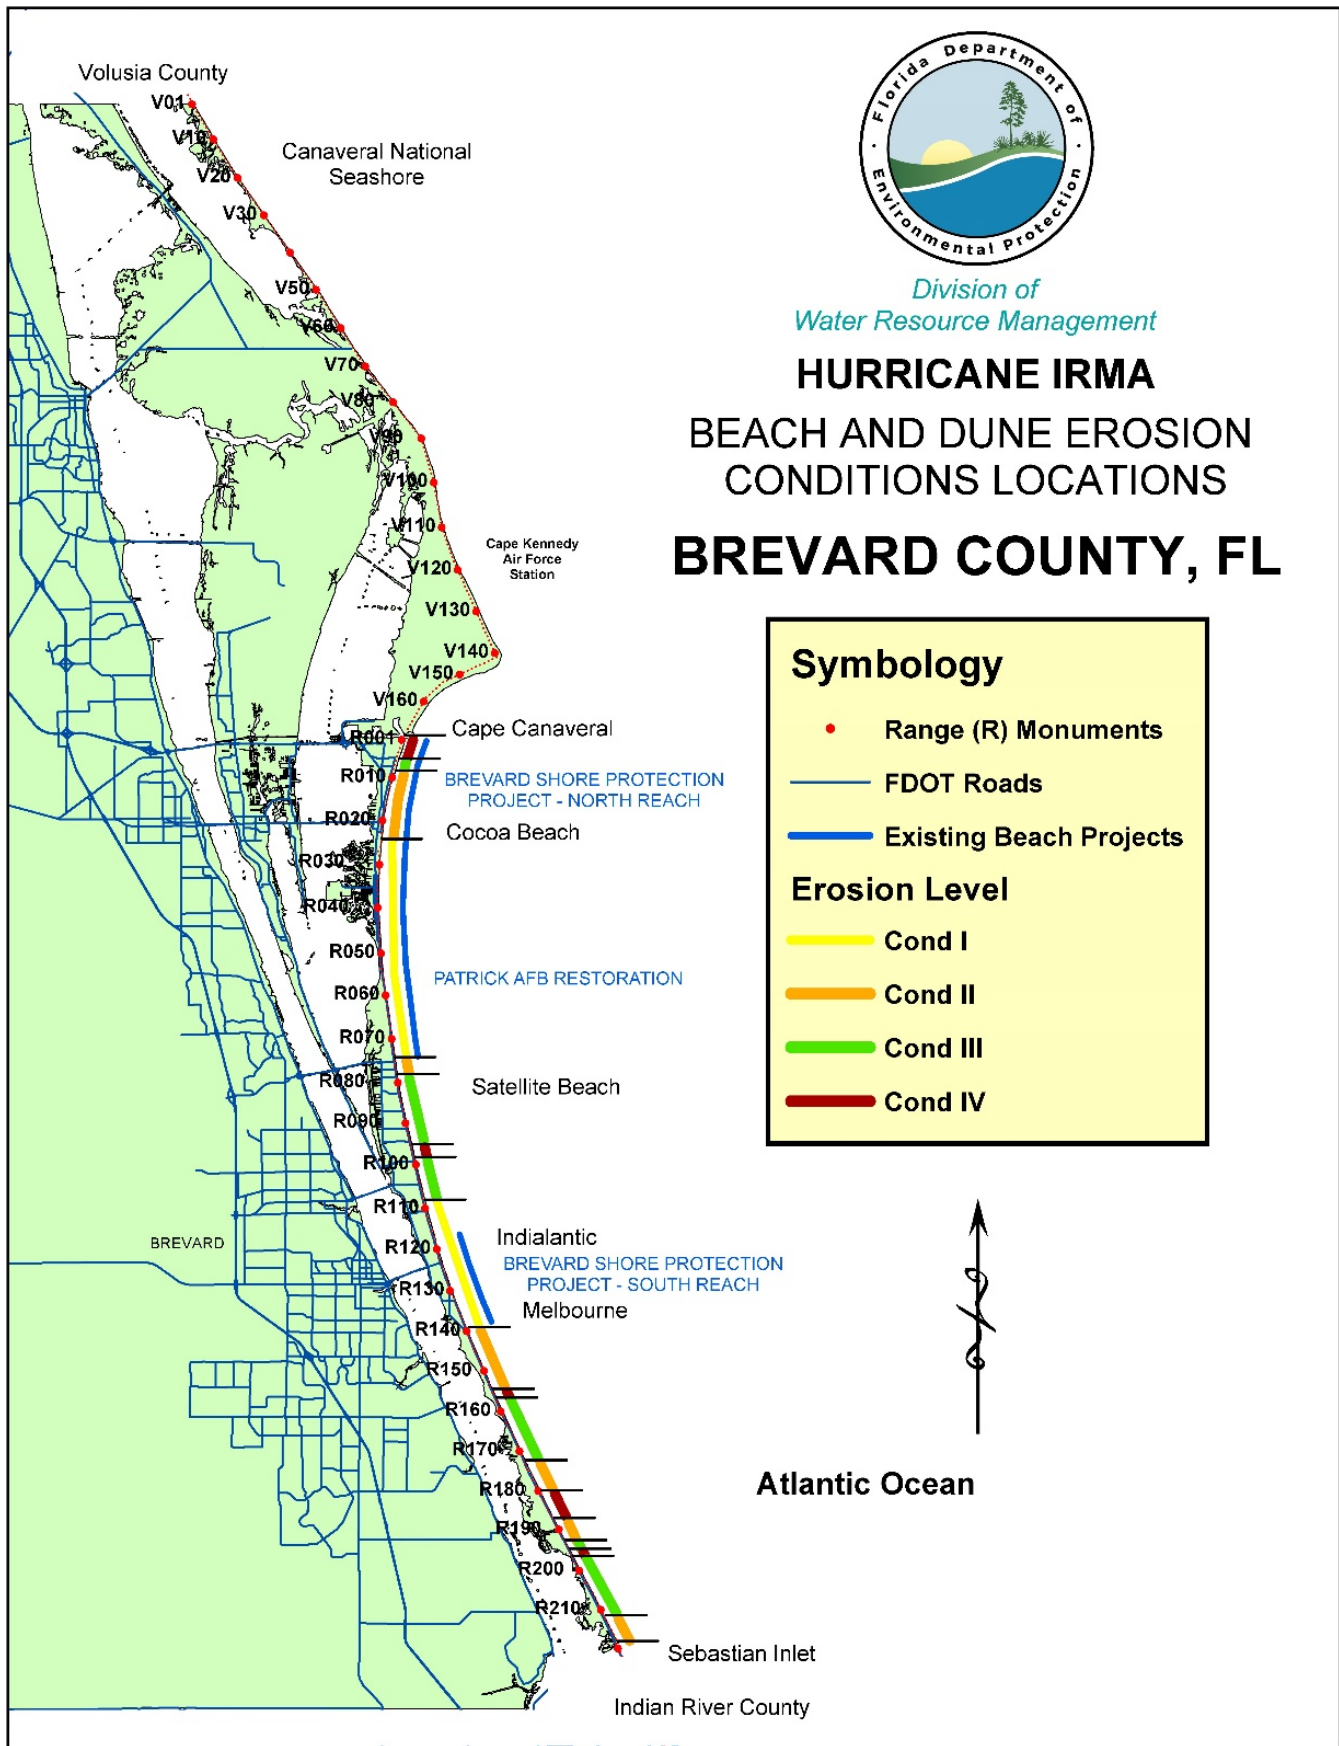 Volusia County
V01
V10
V20
V30
V50
V60
V70
V80
V90
V100
V110
V120
V130
V140
V150
V160
Canaveral National
Seashore
Cape Kennedy
Air Force
Station
R001
Cape Canaveral
R010
BREVARD SHORE PROTECTION
PROJECT - NORTH REACH
R020
Cocoa Beach
R030
R040
R050
PATRICK AFB RESTORATION
R060
R070
R080
Satellite Beach
R090
R100
R110
BREVARD
R120
Indialantic
BREVARD SHORE PROTECTION
PROJECT - SOUTH REACH
R130
Melbourne
R140
R150
R160
R170
R180
R190
R200
R210
Sebastian Inlet
Indian River County
Atlantic Ocean
Florida Department of
Environmental Protection
Division of
Water Resource Management
HURRICANE IRMA
BEACH AND DUNE EROSION
CONDITIONS LOCATIONS
BREVARD COUNTY, FL
Symbology
Range (R) Monuments
FDOT Roads
Existing Beach Projects
Erosion Level
Cond I
Cond II
Cond III
Cond IV
N